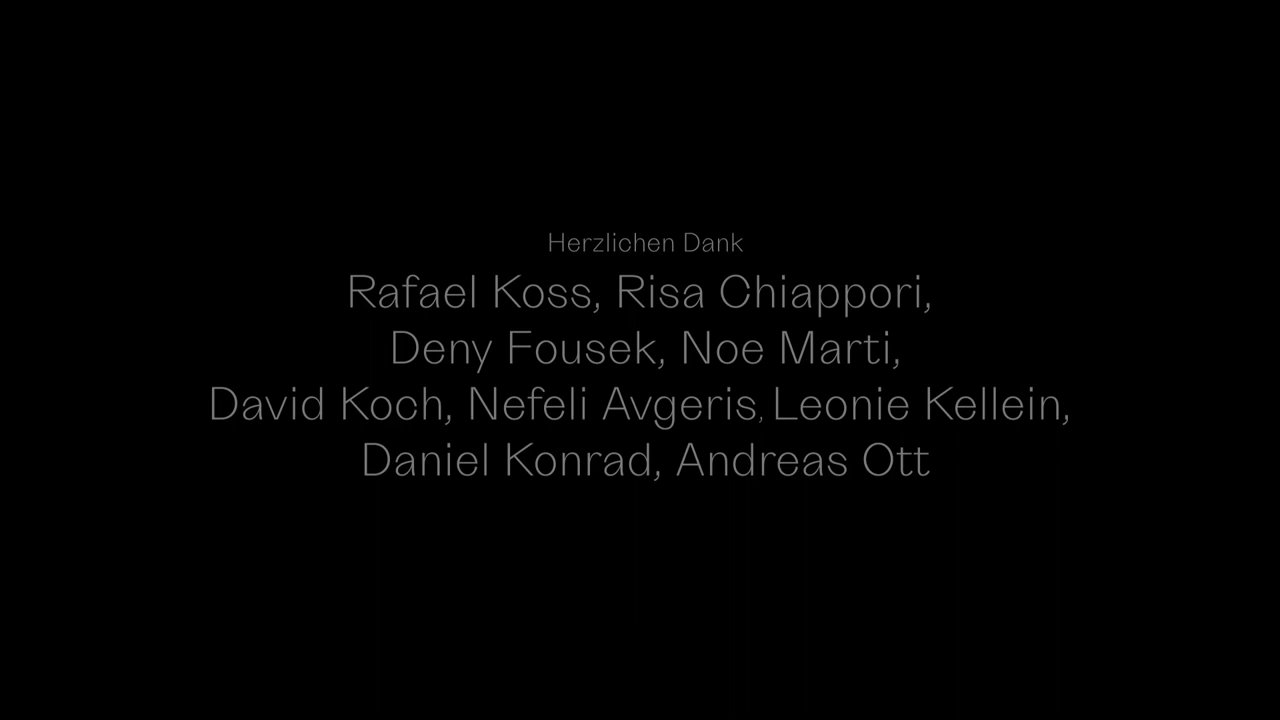 Herzlichen Dank
Rafael Koss, Risa Chiappori,
Deny Fousek, Noe Marti,
David Koch, Nefeli Avgeris, Leonie Kellein,
Daniel Konrad, Andreas Ott